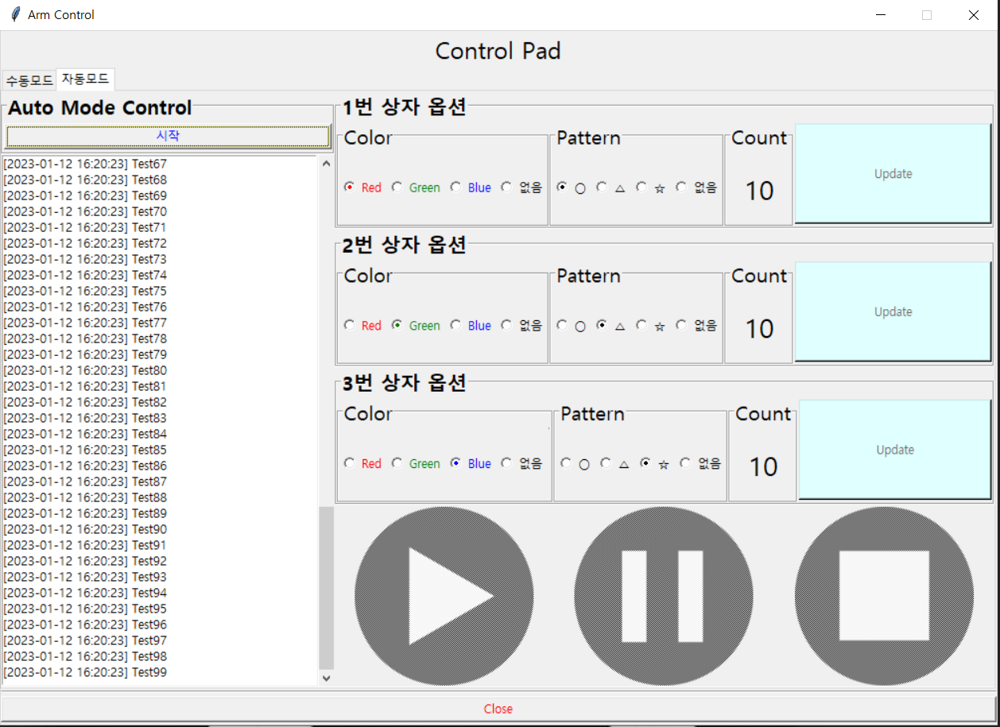 Arm Control
Control Pad
수동모드 자동모드
Auto Mode Control
시작
[2023-01-12 16:20:23] Test67
[2023-01-12 16:20:23] Test68
[2023-01-12 16:20:23] Test69
[2023-01-12 16:20:23] Test70
[2023-01-12 16:20:23] Test71
[2023-01-12 16:20:23] Test72
[2023-01-12 16:20:23] Test73
[2023-01-12 16:20:23] Test74
[2023-01-12 16:20:23] Test75
[2023-01-12 16:20:23] Test76
[2023-01-12 16:20:23] Test77
[2023-01-12 16:20:23] Test78
[2023-01-12 16:20:23] Test79
[2023-01-12 16:20:23] Test80
[2023-01-12 16:20:23] Test81
[2023-01-12 16:20:23] Test82
[2023-01-12 16:20:23] Test83
[2023-01-12 16:20:23] Test84
[2023-01-12 16:20:23] Test85
[2023-01-12 16:20:23] Test86
[2023-01-12 16:20:23] Test87
[2023-01-12 16:20:23] Test88
[2023-01-12 16:20:23] Test89
[2023-01-12 16:20:23] Test90
[2023-01-12 16:20:23] Test91
[2023-01-12 16:20:23] Test92
[2023-01-12 16:20:23] Test93
[2023-01-12 16:20:23] Test94
[2023-01-12 16:20:23] Test95
[2023-01-12 16:20:23] Test96
[2023-01-12 16:20:23] Test97
[2023-01-12 16:20:23] Test98
[2023-01-12 16:20:23] Test99
1번 상자 옵션
Color Pattern Count
Red Green Blue 없음 ○ △ ☆ 없음 10 Update
2번 상자 옵션
Color Pattern Count
Red Green Blue 없음 ○ △ ☆ 없음 10 Update
3번 상자 옵션
Color Pattern Count
Red Green Blue 없음 ○ △ ☆ 없음 10 Update
Close